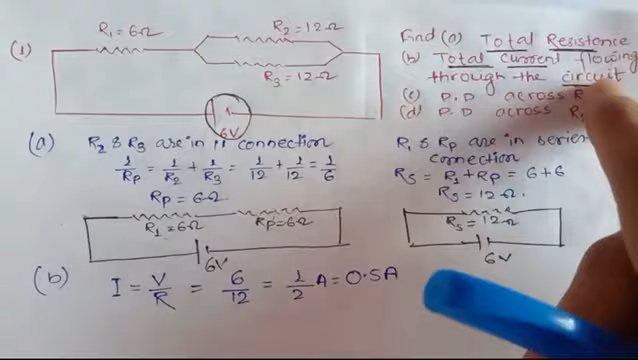 (1) R₁=6Ω R₂=12Ω
R₃=12Ω
6V
Find (a) Total Resistance
(b) Total Current flowing
through the circuit
(c) P.D across R
(d) P.D across R
(a) R₂ & R₃ are in || connection
1/Rp = 1/R₂ + 1/R₃ = 1/12 + 1/12 = 1/6
Rp = 6Ω
R₁=6Ω Rp=6Ω
6V
R₁ & Rp are in series
connection
Rs = R₁ + Rp = 6+6
Rs = 12Ω
Rs=12Ω
6V
(b) I = V/R = 6/12 = 1/2 A = 0.5A